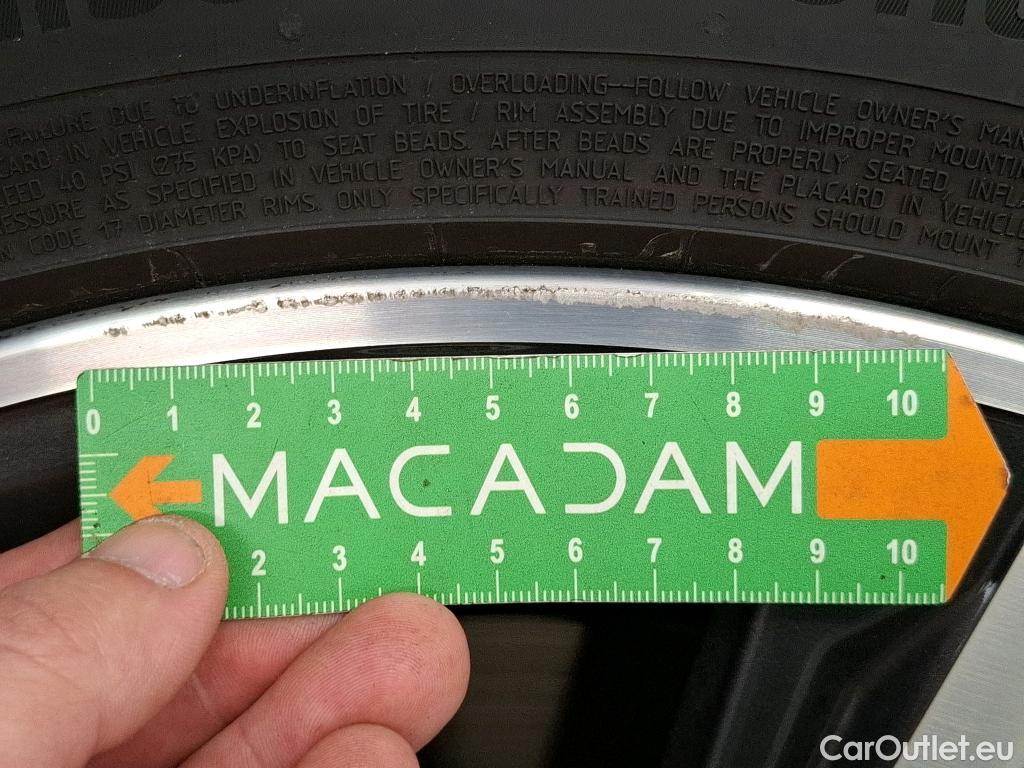 FAILURE DUE TO UNDERINFLATION / OVERLOADING-FOLLOW VEHICLE OWNER'S MAN
CARD IN VEHICLE EXPLOSION OF TIRE / RIM ASSEMBLY DUE TO IMPROPER MOUNTIN
EED 40 PSI (275 KPA) TO SEAT BEADS. AFTER BEADS ARE PROPERLY SEATED, INFLA
ESSURE AS SPECIFIED IN VEHICLE OWNER'S MANUAL AND THE PLACARD IN VEHICLE
N CODE 17 DIAMETER RIMS. ONLY SPECIFICALLY TRAINED PERSONS SHOULD MOUNT T
0 1 2 3 4 5 6 7 8 9 10
MACADAM
2 3 4 5 6 7 8 9 10
CarOutlet.eu